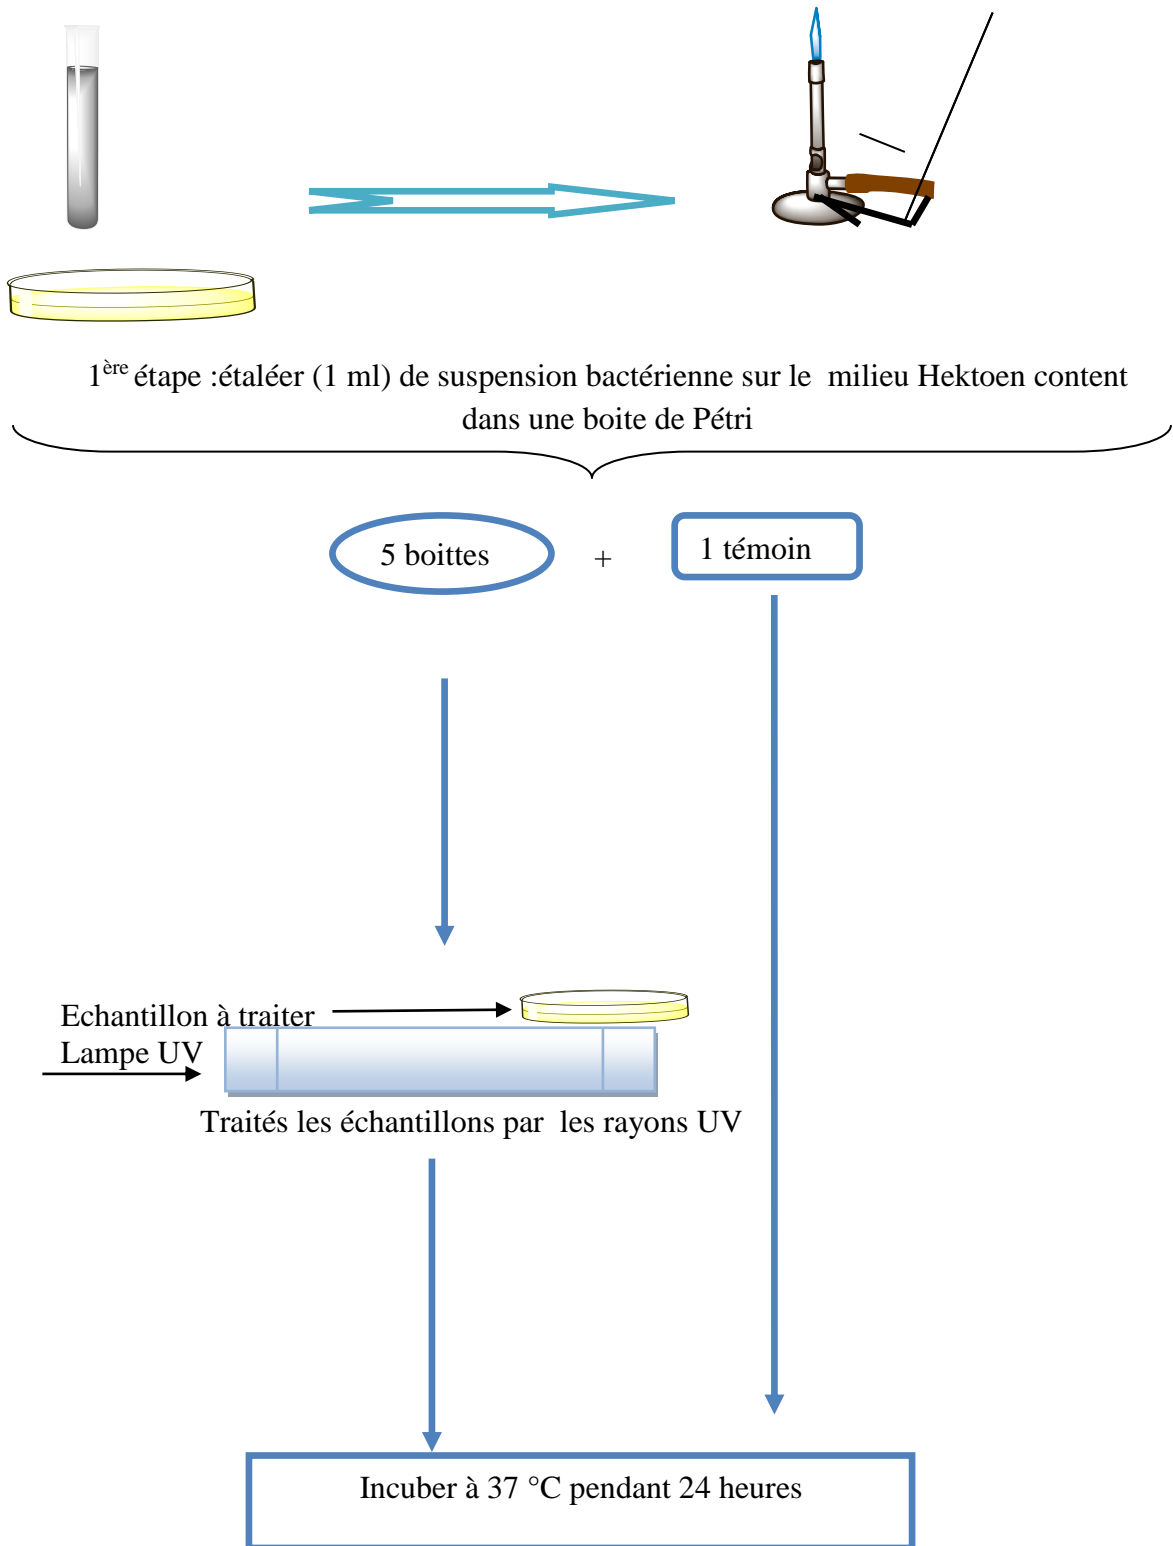 1ère étape :étaléer (1 ml) de suspension bactérienne sur le milieu Hektoen content
dans une boite de Pétri
5 boittes
+
1 témoin
Echantillon à traiter
Lampe UV
Traités les échantillons par les rayons UV
Incuber à 37 °C pendant 24 heures